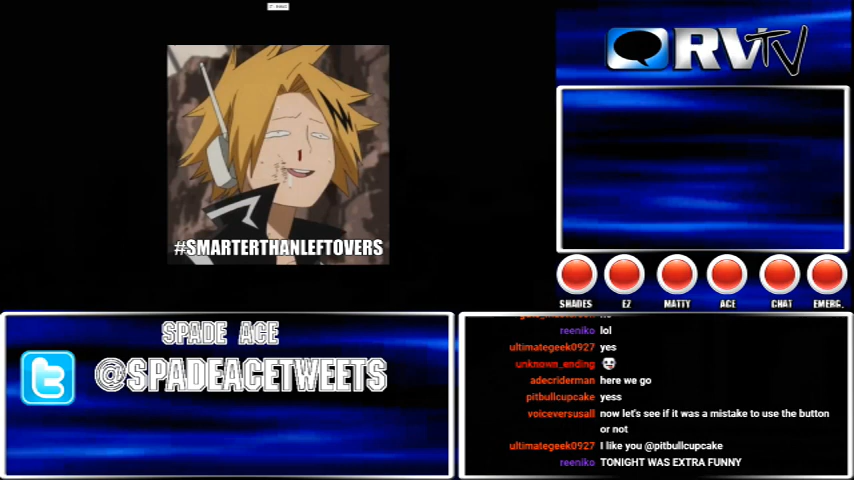 RVTV
#SMARTERTHANLEFTOVERS
SHADES EZ MATTY ACE CHAT EMERG.
SPADE ACE
@SPADEACETWEETS
reeniko lol
ultimategeek0927 yes
unknown_ending
adecriderman here we go
pitbullcupcake yess
voiceversusall now let's see if it was a mistake to use the button
or not
ultimategeek0927 I like you @pitbullcupcake
reeniko TONIGHT WAS EXTRA FUNNY